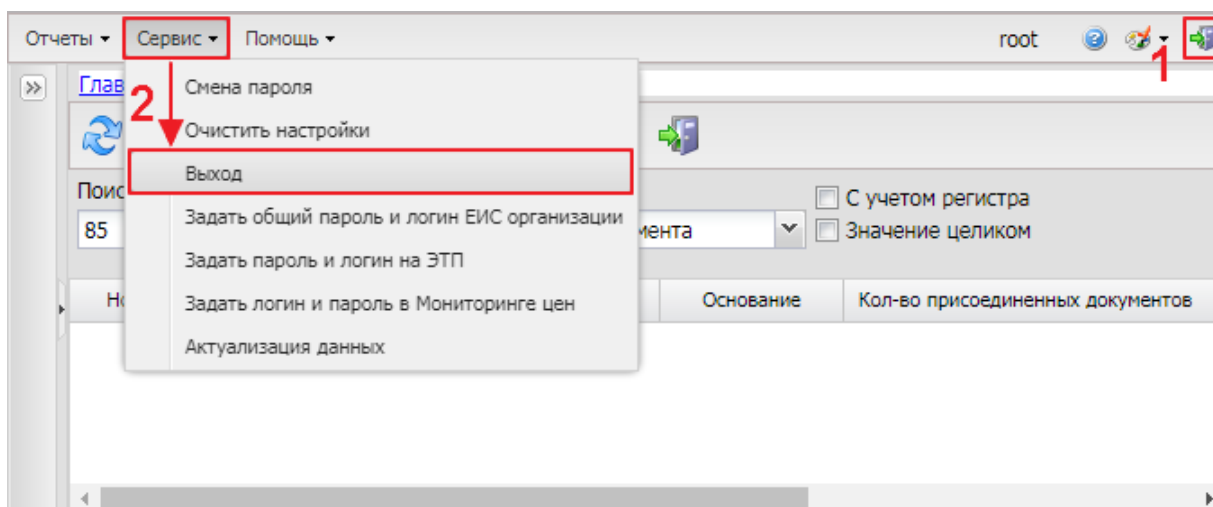 Отчеты Сервис Помощь root
1
Глав
2
Смена пароля
Очистить настройки
Выход
Поис
С учетом регистра
Задать общий пароль и логин ЕИС организации
85 мента Значение целиком
Задать пароль и логин на ЭТП
Но Задать логин и пароль в Мониторинге цен Основание Кол-во присоединенных документов
Актуализация данных